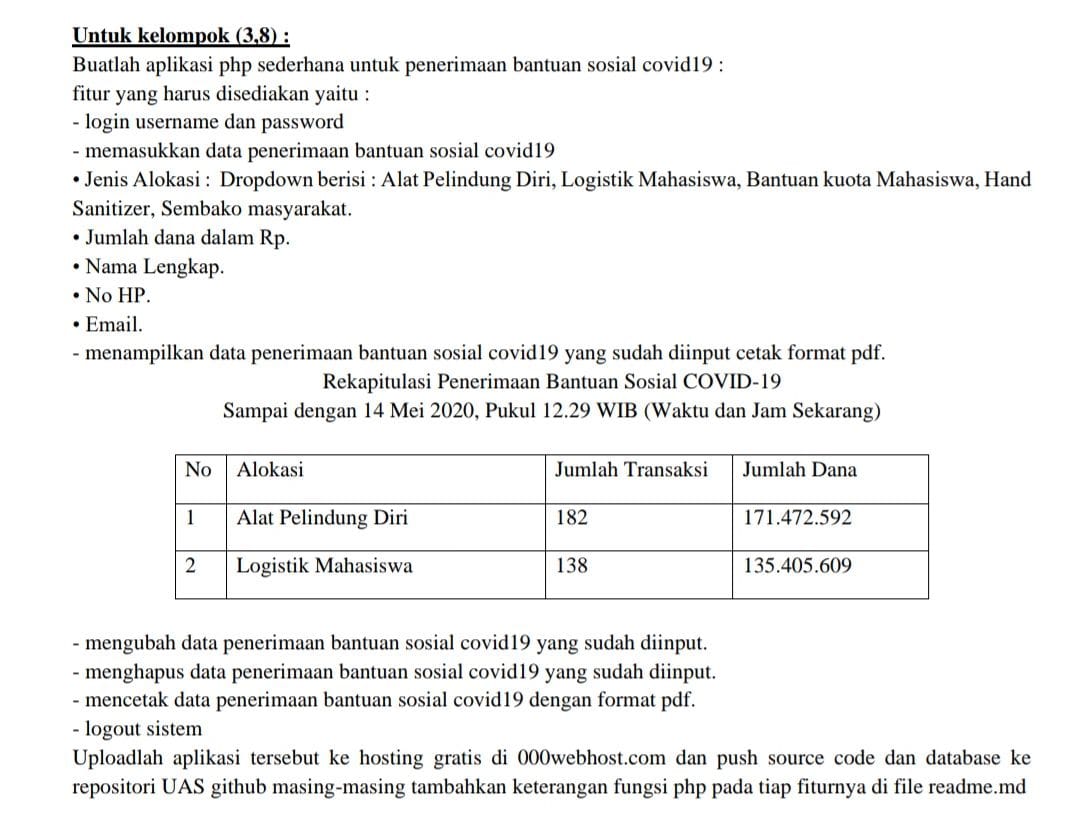 Untuk kelompok (3,8) :
Buatlah aplikasi php sederhana untuk penerimaan bantuan sosial covid19 :
fitur yang harus disediakan yaitu :
- login username dan password
- memasukkan data penerimaan bantuan sosial covid19
• Jenis Alokasi : Dropdown berisi : Alat Pelindung Diri, Logistik Mahasiswa, Bantuan kuota Mahasiswa, Hand
Sanitizer, Sembako masyarakat.
• Jumlah dana dalam Rp.
• Nama Lengkap.
• No HP.
• Email.
- menampilkan data penerimaan bantuan sosial covid19 yang sudah diinput cetak format pdf.
Rekapitulasi Penerimaan Bantuan Sosial COVID-19
Sampai dengan 14 Mei 2020, Pukul 12.29 WIB (Waktu dan Jam Sekarang)
No Alokasi Jumlah Transaksi Jumlah Dana
1 Alat Pelindung Diri 182 171.472.592
2 Logistik Mahasiswa 138 135.405.609
- mengubah data penerimaan bantuan sosial covid19 yang sudah diinput.
- menghapus data penerimaan bantuan sosial covid19 yang sudah diinput.
- mencetak data penerimaan bantuan sosial covid19 dengan format pdf.
- logout sistem
Uploadlah aplikasi tersebut ke hosting gratis di 000webhost.com dan push source code dan database ke
repositori UAS github masing-masing tambahkan keterangan fungsi php pada tiap fiturnya di file readme.md